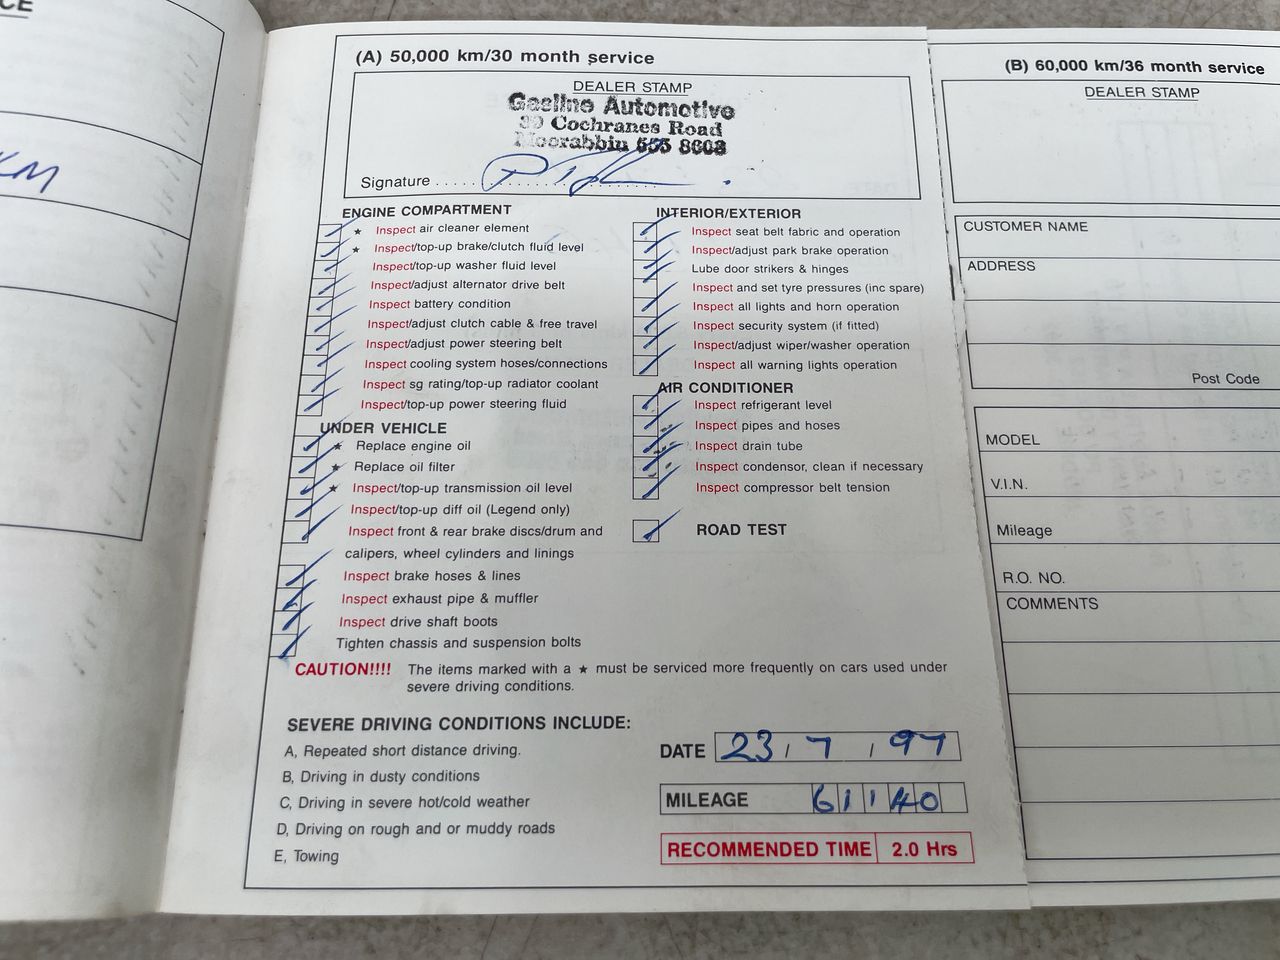 CE
KM
(A) 50,000 km/30 month service
DEALER STAMP
Gasline Automotive
39 Cochranes Road
Moorabbin 555 8608
Signature
ENGINE COMPARTMENT
★ Inspect air cleaner element
★ Inspect/top-up brake/clutch fluid level
Inspect/top-up washer fluid level
Inspect/adjust alternator drive belt
Inspect battery condition
Inspect/adjust clutch cable & free travel
Inspect/adjust power steering belt
Inspect cooling system hoses/connections
Inspect sg rating/top-up radiator coolant
Inspect/top-up power steering fluid
UNDER VEHICLE
★ Replace engine oil
★ Replace oil filter
★ Inspect/top-up transmission oil level
Inspect/top-up diff oil (Legend only)
Inspect front & rear brake discs/drum and
calipers, wheel cylinders and linings
Inspect brake hoses & lines
Inspect exhaust pipe & muffler
Inspect drive shaft boots
Tighten chassis and suspension bolts
INTERIOR/EXTERIOR
Inspect seat belt fabric and operation
Inspect/adjust park brake operation
Lube door strikers & hinges
Inspect and set tyre pressures (inc spare)
Inspect all lights and horn operation
Inspect security system (if fitted)
Inspect/adjust wiper/washer operation
Inspect all warning lights operation
AIR CONDITIONER
Inspect refrigerant level
Inspect pipes and hoses
Inspect drain tube
Inspect condensor, clean if necessary
Inspect compressor belt tension
ROAD TEST
CAUTION!!!! The items marked with a ★ must be serviced more frequently on cars used under
severe driving conditions.
SEVERE DRIVING CONDITIONS INCLUDE:
A, Repeated short distance driving.
B, Driving in dusty conditions
C, Driving in severe hot/cold weather
D, Driving on rough and or muddy roads
E, Towing
DATE 23/7/97
MILEAGE 61140
RECOMMENDED TIME 2.0 Hrs
(B) 60,000 km/36 month service
DEALER STAMP
CUSTOMER NAME
ADDRESS
Post Code
MODEL
V.I.N.
Mileage
R.O. NO.
COMMENTS